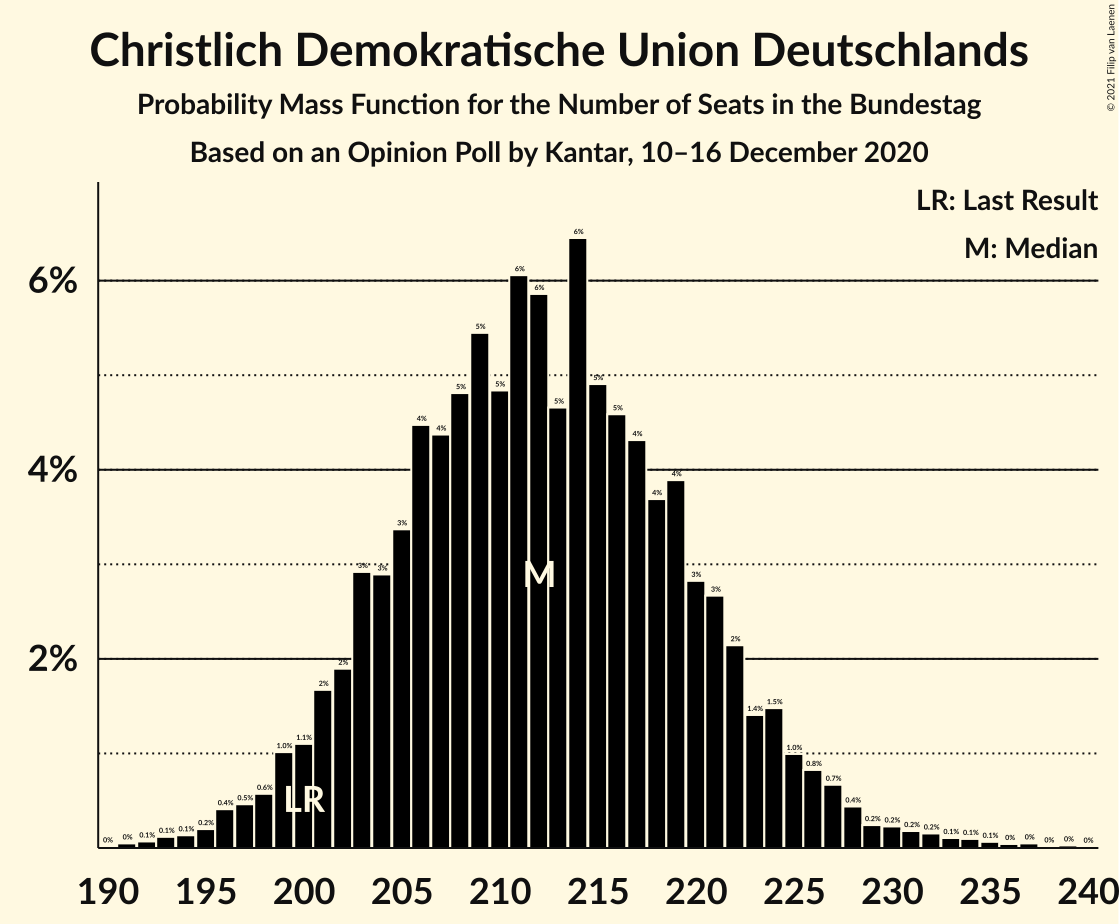 Christlich Demokratische Union Deutschlands
Probability Mass Function for the Number of Seats in the Bundestag
Based on an Opinion Poll by Kantar, 10–16 December 2020
© 2021 Filip van Laenen
LR: Last Result
M: Median
6%
4%
2%
0% 0% 0.1% 0.1% 0.1% 0.2% 0.4% 0.5% 0.6% 1.0% 1.1% 2% 2% 3% 3% 3% 4% 4% 5% 5% 5% 6% 6% 5% 6% 5% 5% 4% 4% 4% 3% 3% 2% 1.4% 1.5% 1.0% 0.8% 0.7% 0.4% 0.2% 0.2% 0.2% 0.2% 0.1% 0.1% 0.1% 0% 0% 0% 0% 0%
M
LR
190 195 200 205 210 215 220 225 230 235 240